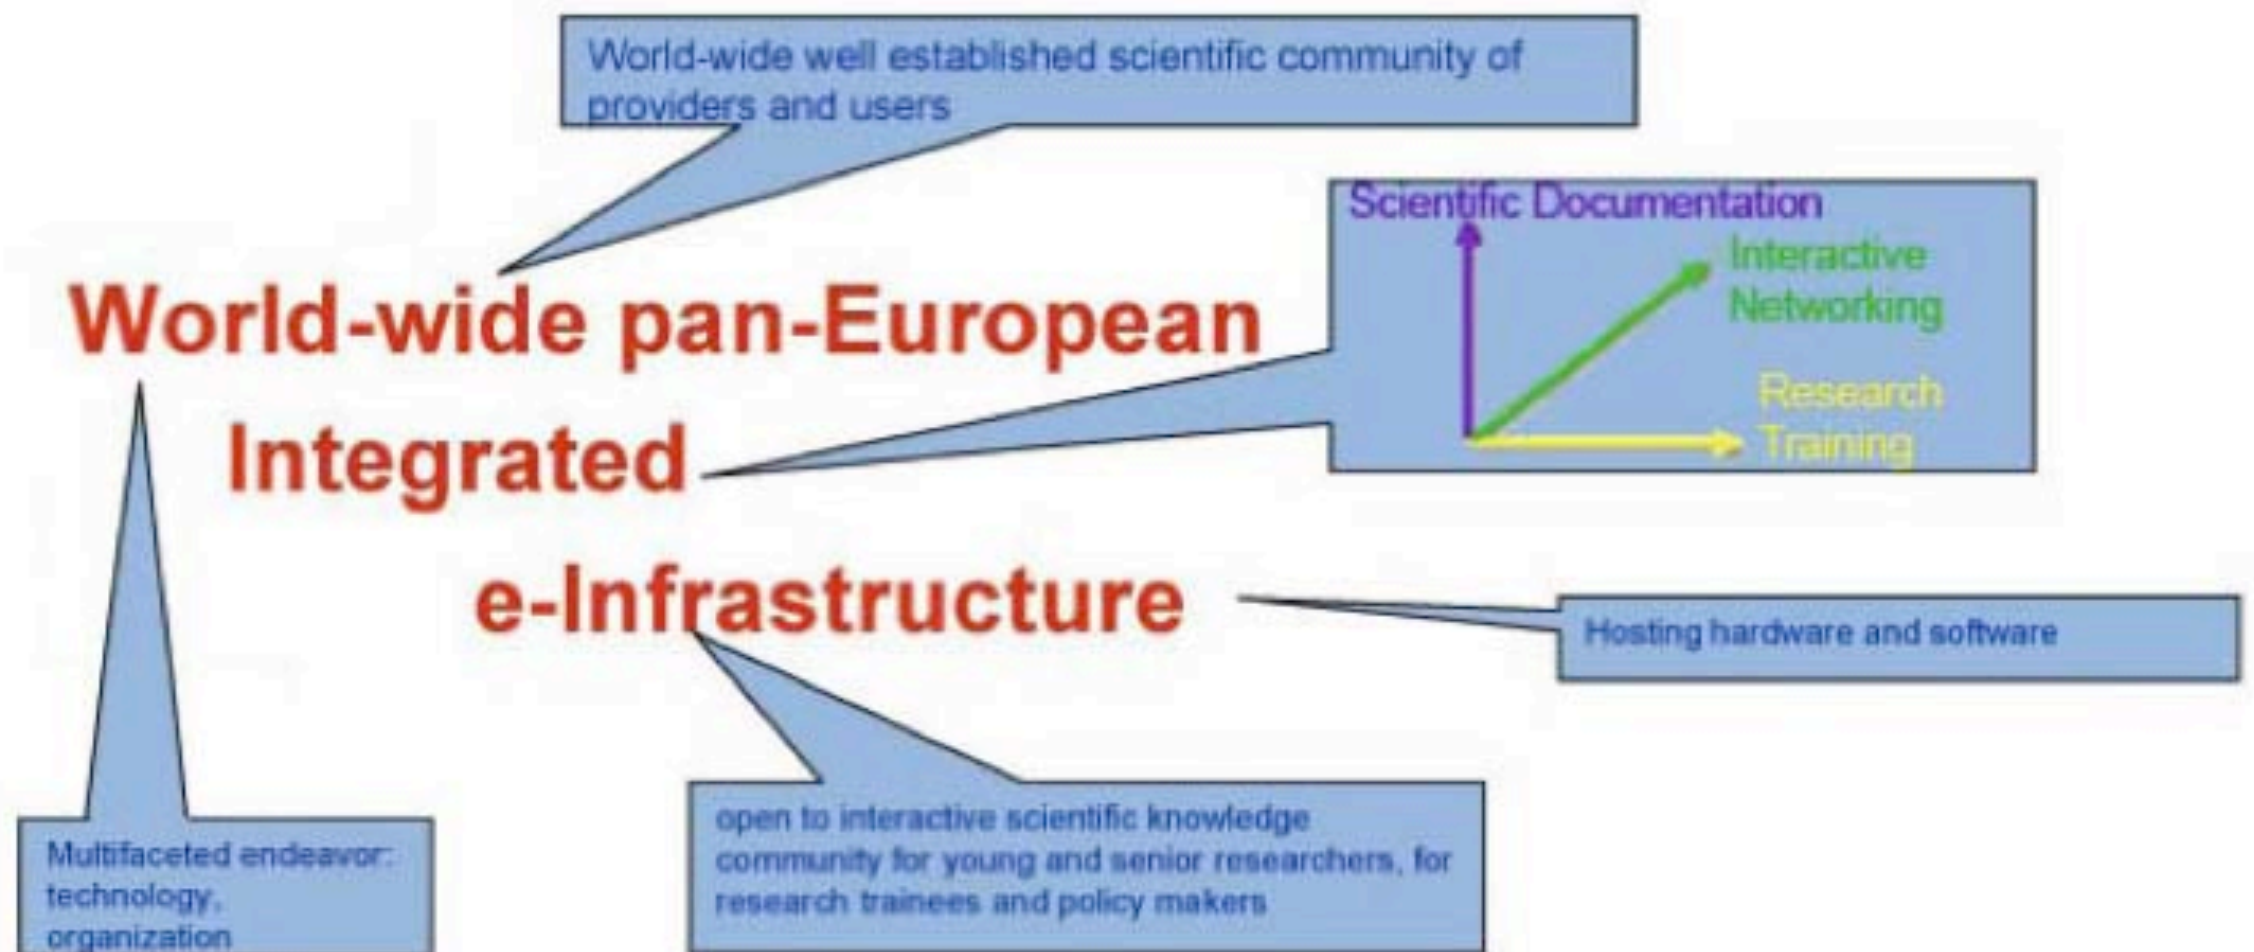 World-wide well established scientific community of
providers and users
Scientific Documentation
Interactive
Networking
Research
Training
World-wide pan-European
Integrated
e-Infrastructure
Hosting hardware and software
open to interactive scientific knowledge
community for young and senior researchers, for
research trainees and policy makers
Multifaceted endeavor:
technology,
organization